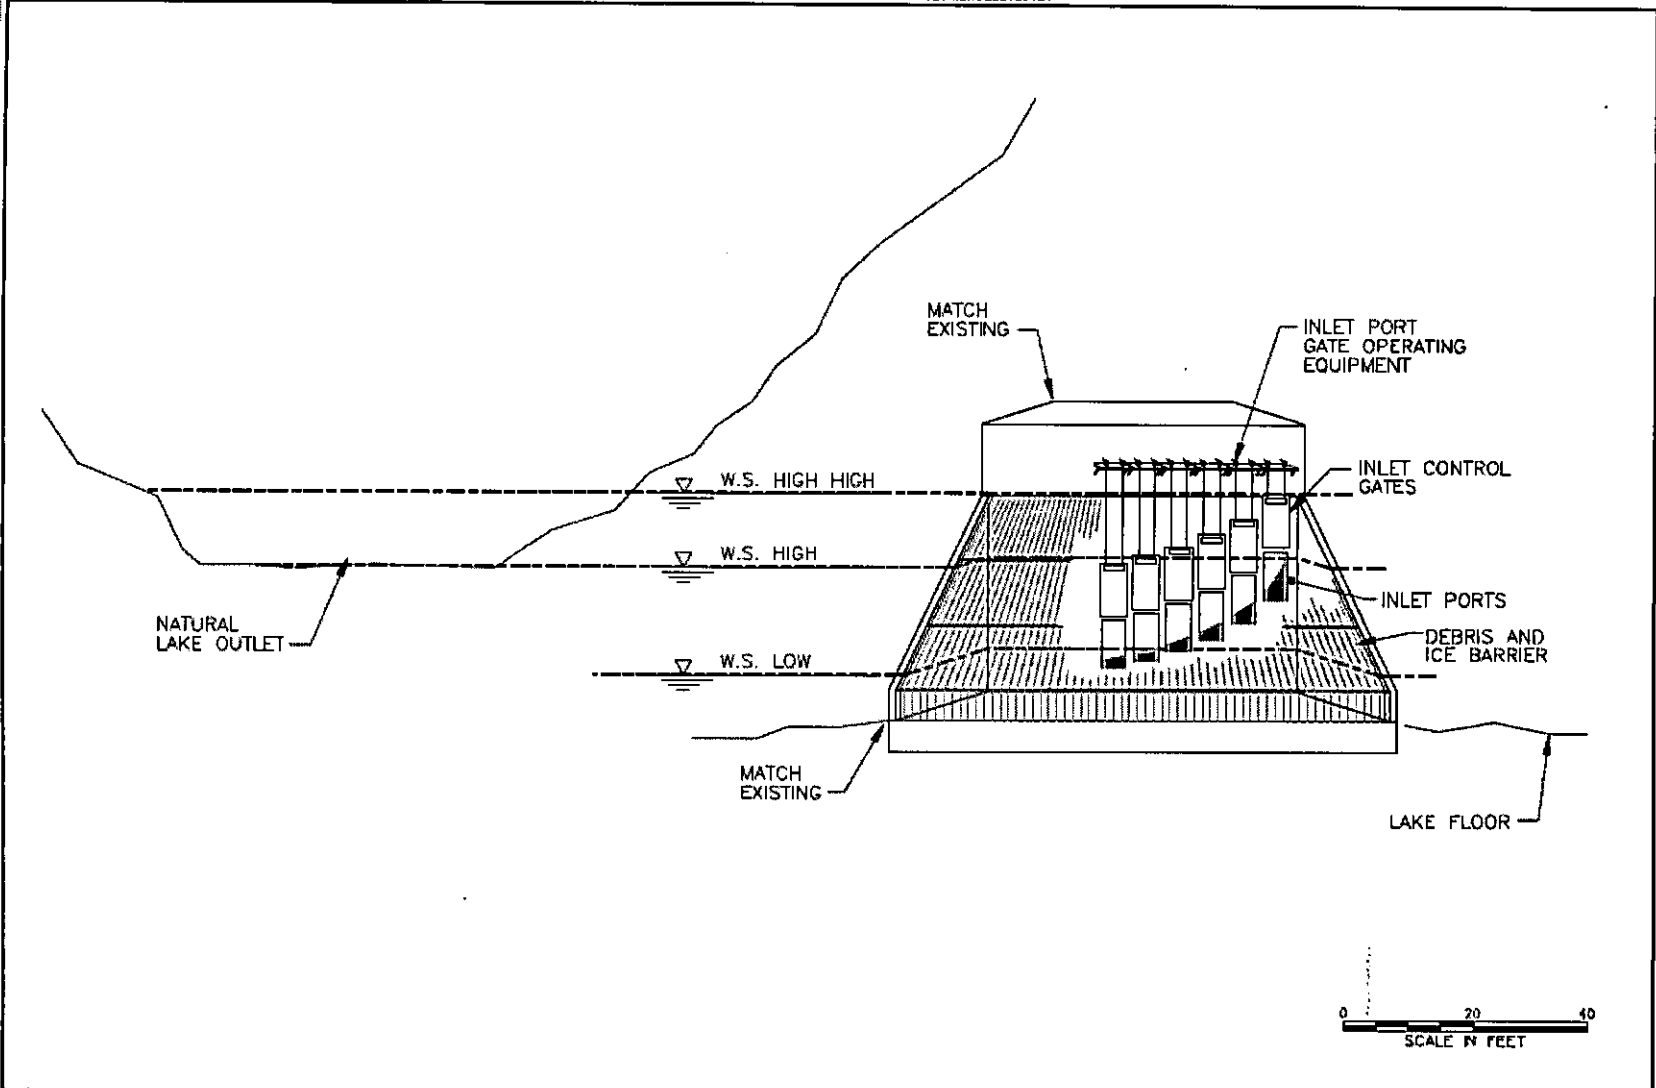 MATCH
EXISTING
INLET PORT
GATE OPERATING
EQUIPMENT
W.S. HIGH HIGH
INLET CONTROL
GATES
W.S. HIGH
INLET PORTS
NATURAL
LAKE OUTLET
DEBRIS AND
ICE BARRIER
W.S. LOW
MATCH
EXISTING
LAKE FLOOR
0 20 40
SCALE IN FEET